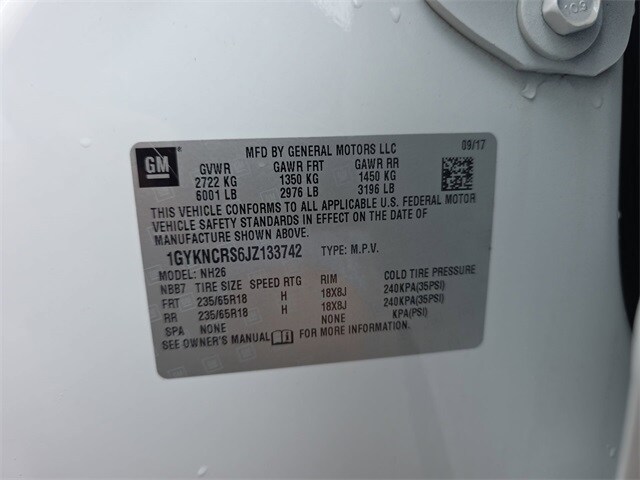 109
GM
MFD BY GENERAL MOTORS LLC 09/17
GVWR GAWR FRT GAWR RR
2722 KG 1350 KG 1450 KG
6001 LB 2976 LB 3196 LB
THIS VEHICLE CONFORMS TO ALL APPLICABLE U.S. FEDERAL MOTOR
VEHICLE SAFETY STANDARDS IN EFFECT ON THE DATE OF
MANUFACTURE SHOWN ABOVE.
1GYKNCRS6JZ133742 TYPE: M.P.V.
MODEL: NH26
NBB7 TIRE SIZE SPEED RTG RIM COLD TIRE PRESSURE
FRT 235/65R18 H 18X8J 240KPA(35PSI)
RR 235/65R18 H 18X8J 240KPA(35PSI)
SPA NONE NONE KPA(PSI)
SEE OWNER'S MANUAL i FOR MORE INFORMATION.